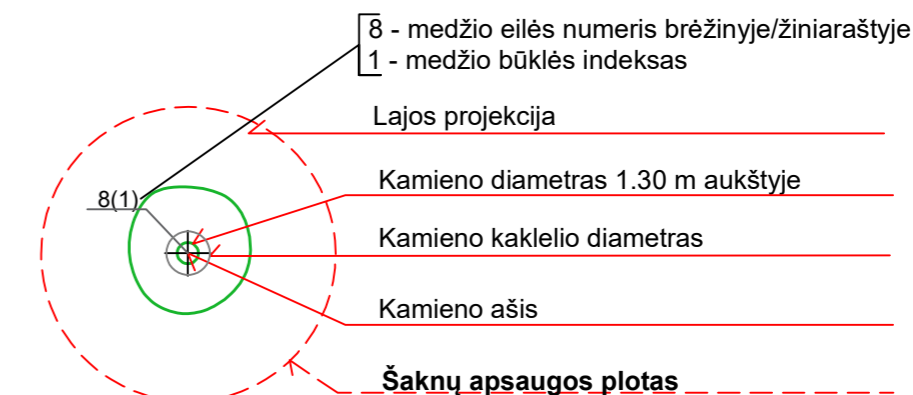 8 - medžio eilės numeris brėžinyje/žiniaraštyje
1 - medžio būklės indeksas
Lajos projekcija
Kamieno diametras 1.30 m aukštyje
8(1)
Kamieno kaklelio diametras
Kamieno ašis
Šaknų apsaugos plotas